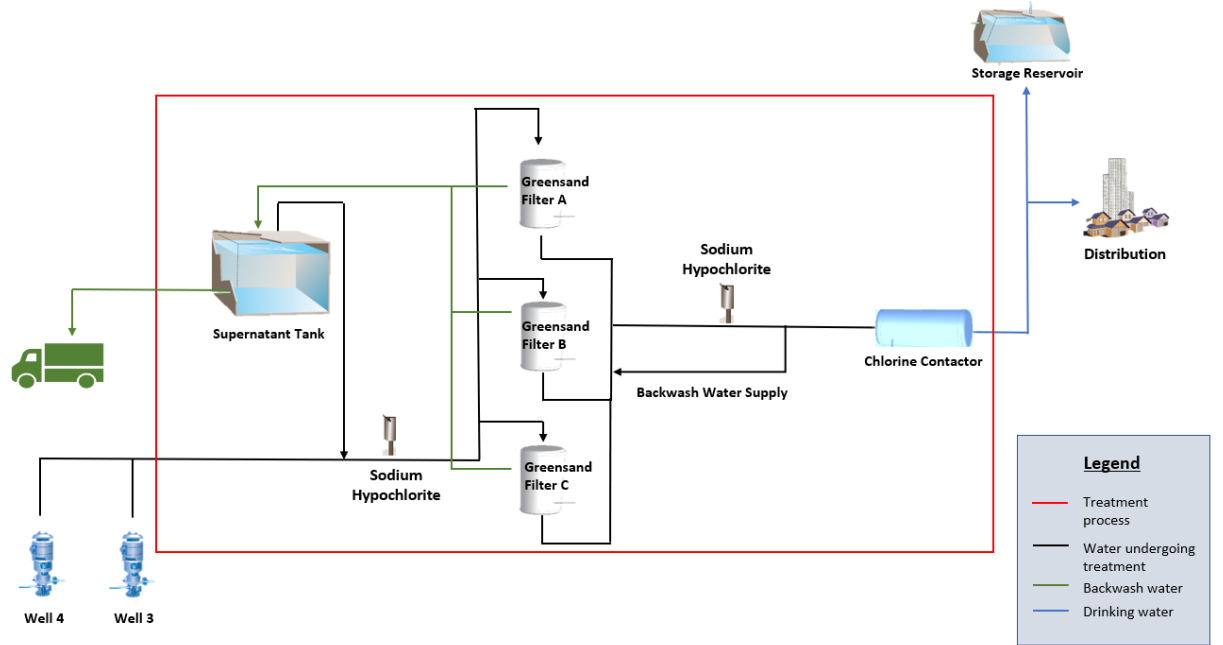 Storage Reservoir
Greensand
Filter A
Sodium
Hypochlorite
Distribution
Supernatant Tank
Greensand
Filter B
Chlorine Contactor
Backwash Water Supply
Greensand
Filter C
Sodium
Hypochlorite
Well 4
Well 3
Legend
Treatment
process
Water undergoing
treatment
Backwash water
Drinking water